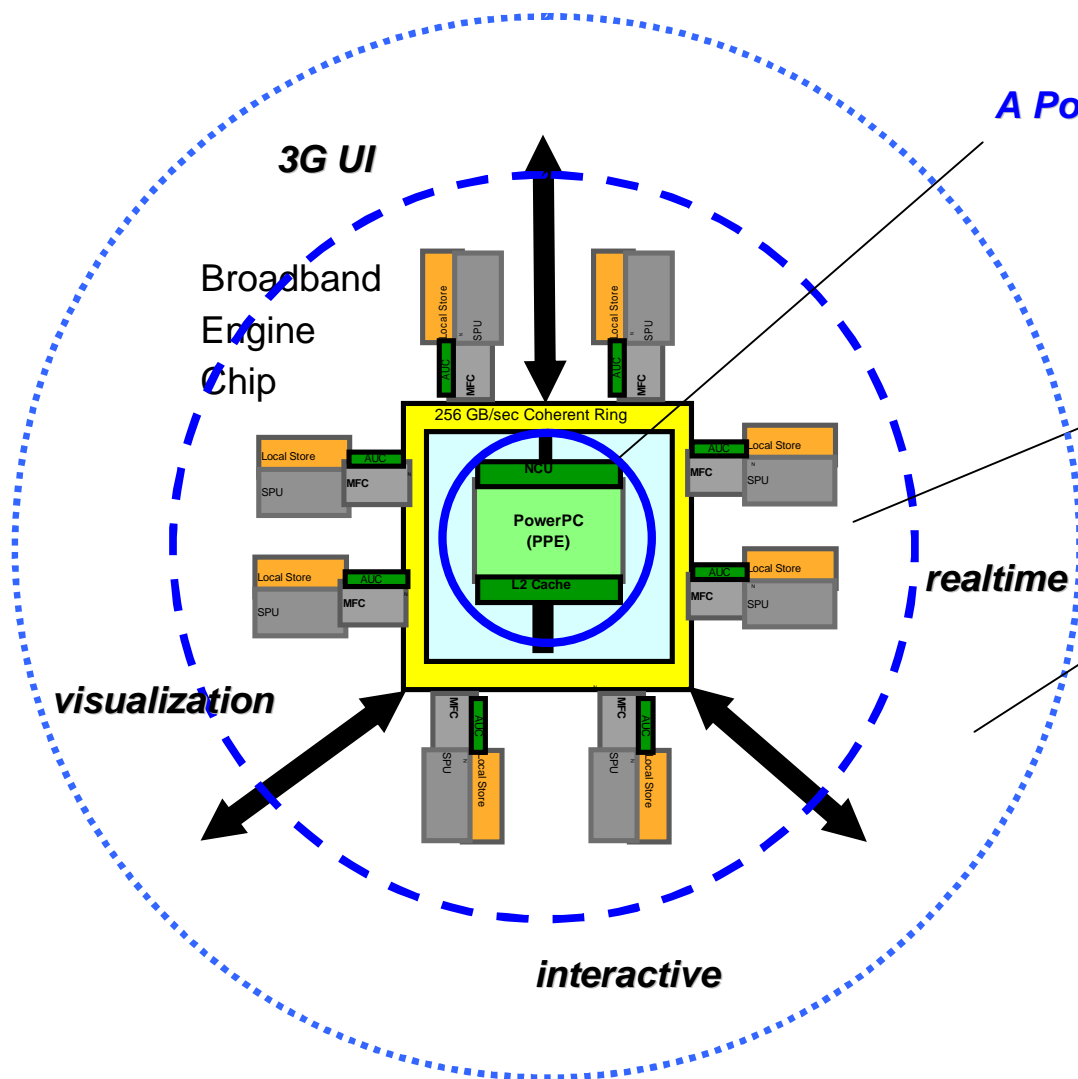 A Po
3G UI
Broadband
Engine
Chip
Local Store
SPU
AUC
MFC
N
Local Store
SPU
AUC
MFC
N
256 GB/sec Coherent Ring
NCU
PowerPC
(PPE)
L2 Cache
Local Store
AUC
SPU
MFC
N
AUC
Local Store
MFC
SPU
N
Local Store
AUC
SPU
MFC
N
AUC
Local Store
MFC
SPU
N
realtime
visualization
N
MFC
AUC
SPU
N
Local Store
MFC
AUC
SPU
N
Local Store
interactive